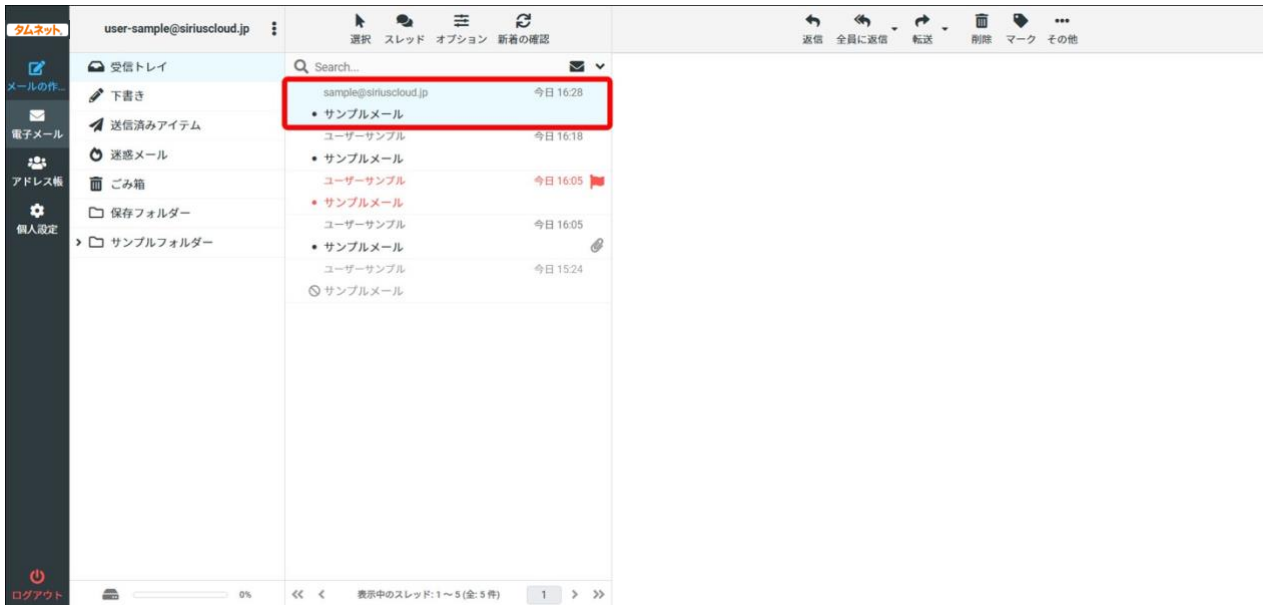 タムネット
user-sample@siriuscloud.jp
選択 スレッド オプション 新着の確認
返信 全員に返信 転送 削除 マーク その他
メールの作...
電子メール
アドレス帳
個人設定
ログアウト
受信トレイ
下書き
送信済みアイテム
迷惑メール
ごみ箱
保存フォルダー
サンプルフォルダー
0%
Search...
sample@siriuscloud.jp 今日 16:28
• サンプルメール
ユーザーサンプル 今日 16:18
• サンプルメール
ユーザーサンプル 今日 16:05
• サンプルメール
ユーザーサンプル 今日 16:05
• サンプルメール
ユーザーサンプル 今日 15:24
サンプルメール
表示中のスレッド: 1 ～ 5 (全: 5 件) 1